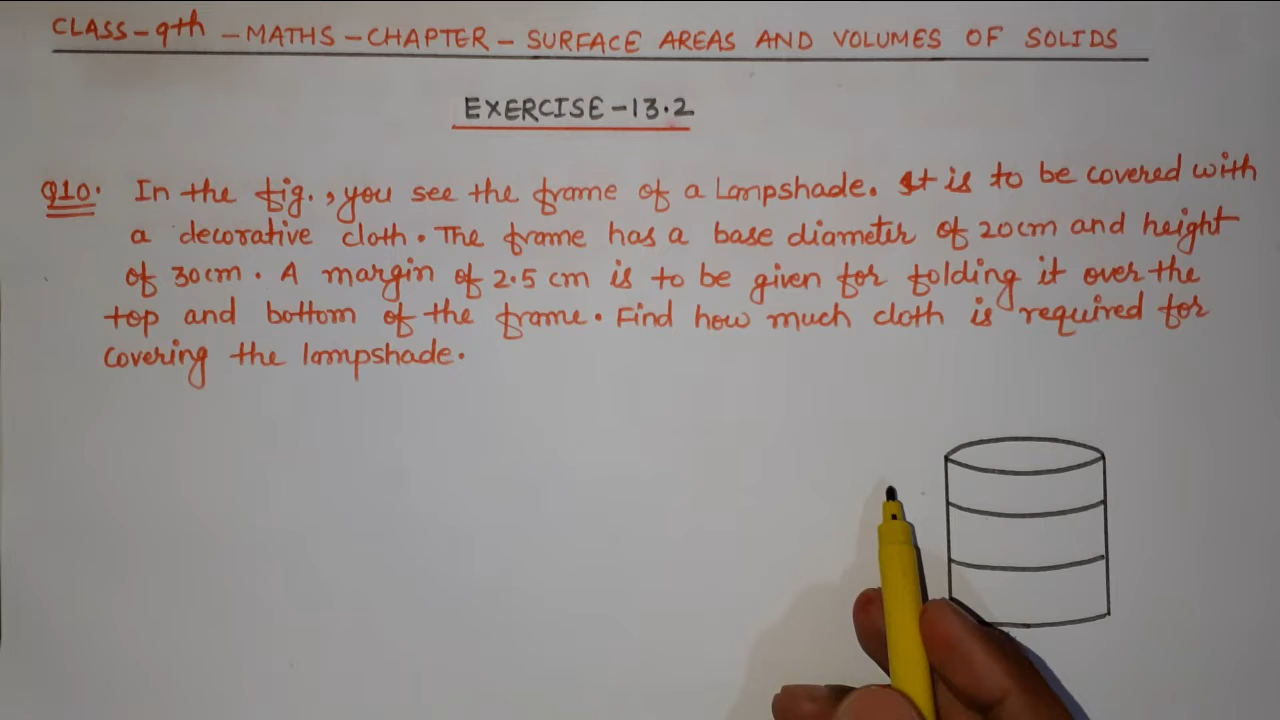 CLASS-9th - MATHS - CHAPTER - SURFACE AREAS AND VOLUMES OF SOLIDS
EXERCISE-13.2
Q10. In the fig., you see the frame of a Lampshade. It is to be covered with
a decorative cloth. The frame has a base diameter of 20cm and height
of 30cm. A margin of 2.5 cm is to be given for folding it over the
top and bottom of the frame. Find how much cloth is required for
covering the lampshade.